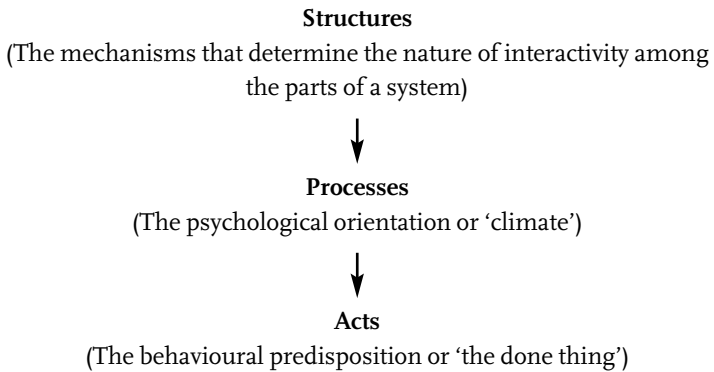 Structures
(The mechanisms that determine the nature of interactivity among
the parts of a system)
Processes
(The psychological orientation or ‘climate’)
Acts
(The behavioural predisposition or ‘the done thing’)